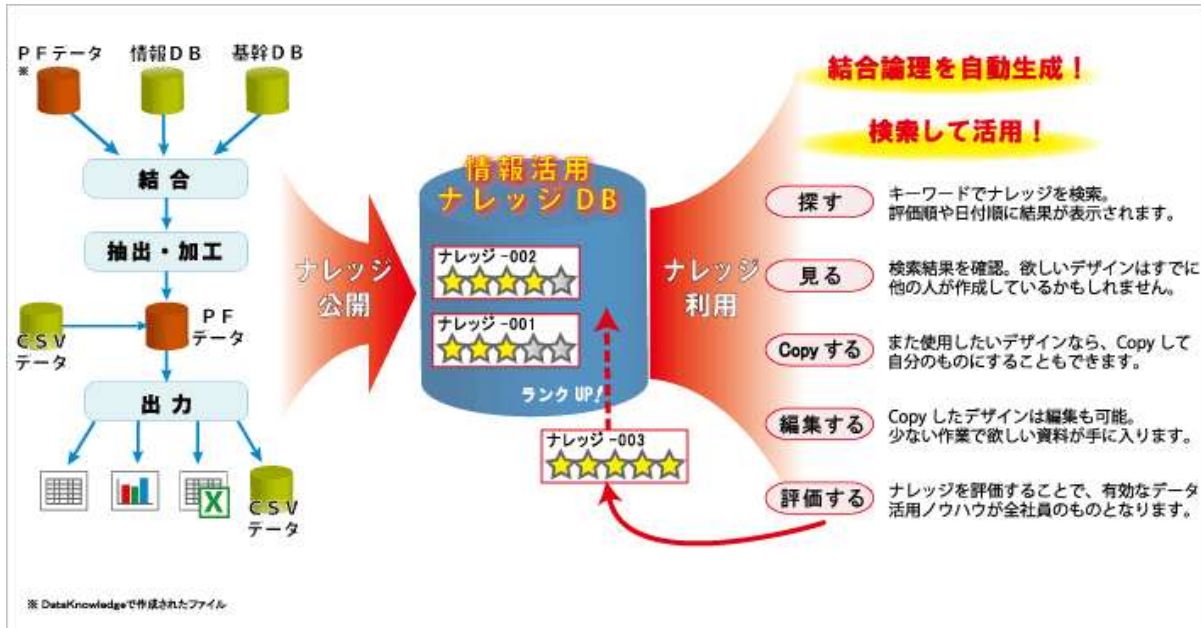 PFデータ
※
情報DB
基幹DB
結合
抽出・加工
CSV
データ
PF
データ
出力
CSV
データ
※ DataKnowledgeで作成されたファイル
ナレッジ
公開
情報活用
ナレッジDB
ナレッジ-002
ナレッジ-001
ランクUP!
ナレッジ-003
ナレッジ
利用
結合論理を自動生成!
検索して活用!
探す
キーワードでナレッジを検索。
評価順や日付順に結果が表示されます。
見る
検索結果を確認。欲しいデザインはすでに
他の人が作成しているかもしれません。
Copyする
また使用したいデザインなら、Copyして
自分のものにすることもできます。
編集する
Copyしたデザインは編集も可能。
少ない作業で欲しい資料が手に入ります。
評価する
ナレッジを評価することで、有効なデータ
活用ノウハウが全社員のものとなります。